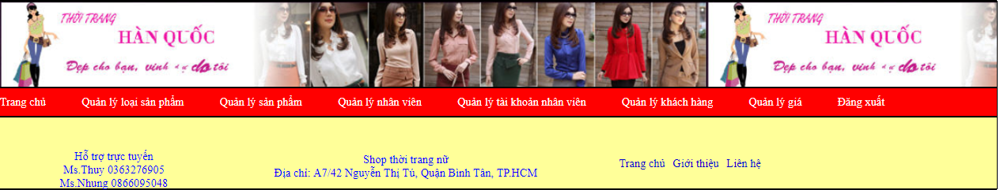 THỜI TRANG
HÀN QUỐC
Đẹp cho bạn, vinh dự do tôi
THỜI TRANG
HÀN QUỐC
Đẹp cho bạn, vinh dự do tôi
Trang chủ Quản lý loại sản phẩm Quản lý sản phẩm Quản lý nhân viên Quản lý tài khoản nhân viên Quản lý khách hàng Quản lý giá Đăng xuất
Hỗ trợ trực tuyến
Ms.Thuy 0363276905
Ms.Nhung 0866095048
Shop thời trang nữ
Địa chỉ: A7/42 Nguyễn Thị Tú, Quận Bình Tân, TP.HCM
Trang chủ Giới thiệu Liên hệ